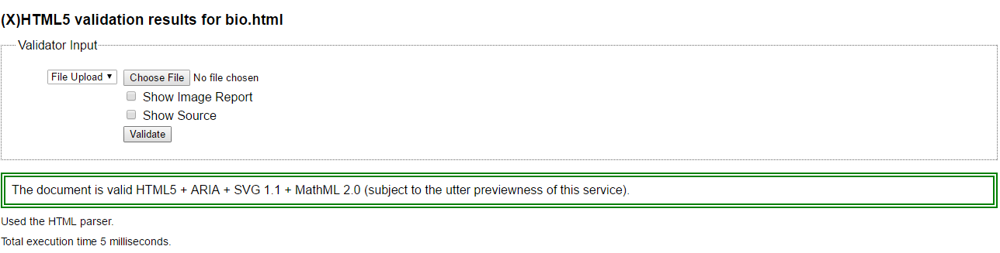 (X)HTML5 validation results for bio.html
Validator Input
File Upload Choose File No file chosen
Show Image Report
Show Source
Validate
The document is valid HTML5 + ARIA + SVG 1.1 + MathML 2.0 (subject to the utter previewness of this service).
Used the HTML parser.
Total execution time 5 milliseconds.